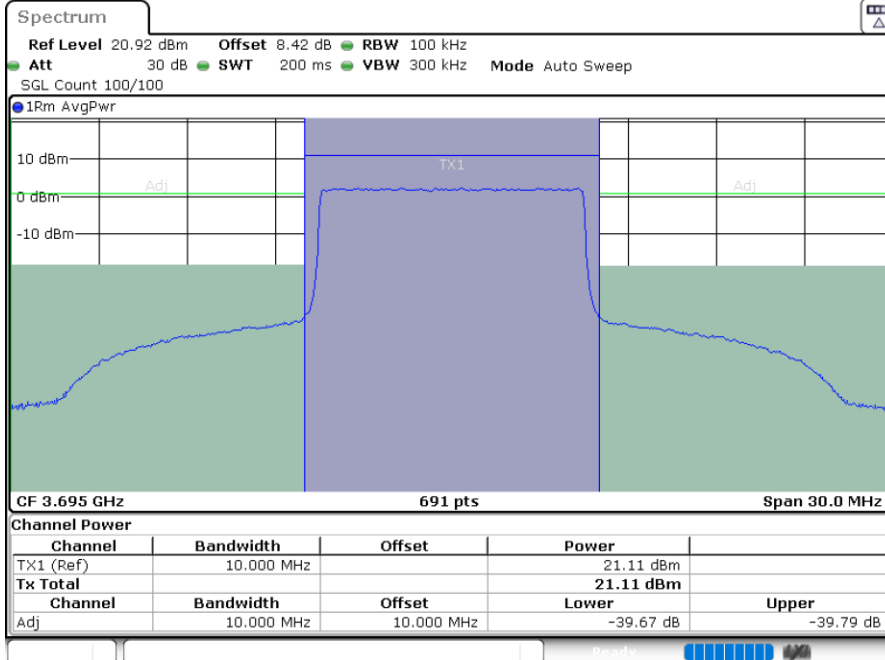 Spectrum
Ref Level 20.92 dBm Offset 8.42 dB RBW 100 kHz
Att 30 dB SWT 200 ms VBW 300 kHz Mode Auto Sweep
SGL Count 100/100
1Rm AvgPwr
10 dBm
TX1
Adj Adj
0 dBm
-10 dBm
CF 3.695 GHz 691 pts Span 30.0 MHz
Channel Power
Channel Bandwidth Offset Power
TX1 (Ref) 10.000 MHz 21.11 dBm
Tx Total 21.11 dBm
Channel Bandwidth Offset Lower Upper
Adj 10.000 MHz 10.000 MHz -39.67 dB -39.79 dB
Ready